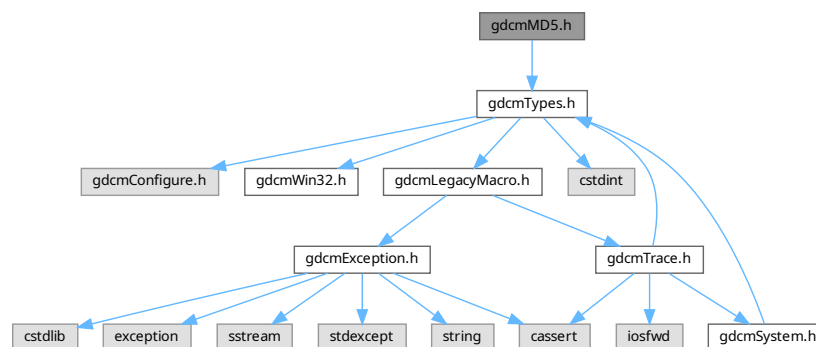 gdcmMD5.h
gdcmTypes.h
gdcmConfigure.h
gdcmWin32.h
gdcmLegacyMacro.h
cstdint
gdcmException.h
gdcmTrace.h
cstdlib
exception
sstream
stdexcept
string
cassert
iosfwd
gdcmSystem.h